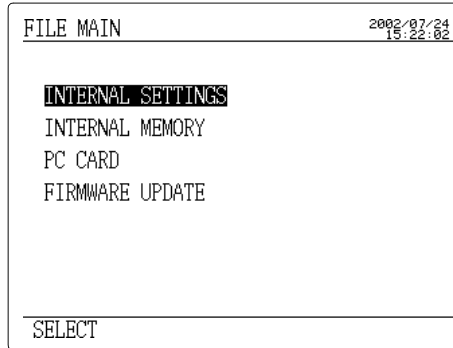 FILE MAIN
2002/07/24
15:22:02
INTERNAL SETTINGS
INTERNAL MEMORY
PC CARD
FIRMWARE UPDATE
SELECT